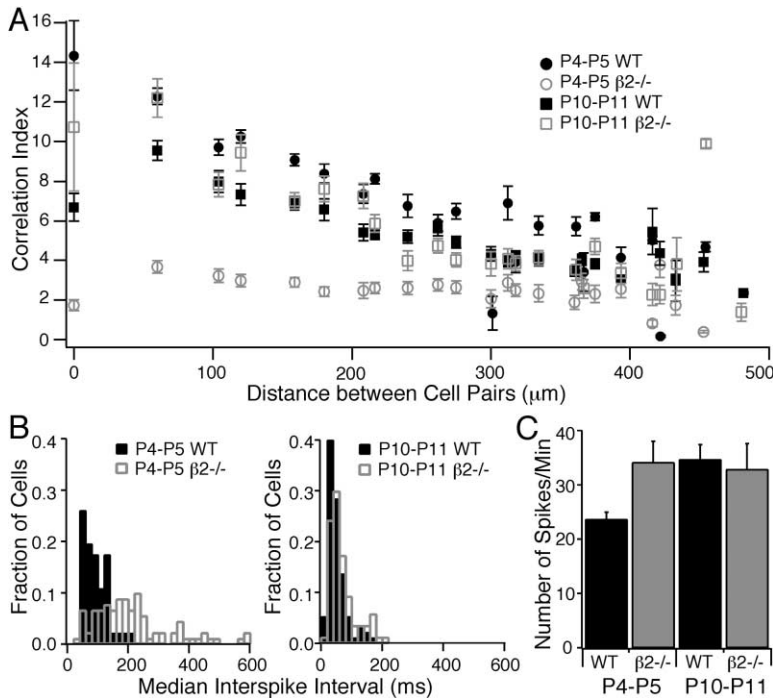 A
16
14
12
10
8
6
4
2
0
Correlation Index
P4-P5 WT
P4-P5 β2-/-
P10-P11 WT
P10-P11 β2-/-
0 100 200 300 400 500
Distance between Cell Pairs (μm)
B
0.4
0.3
0.2
0.1
0.0
Fraction of Cells
P4-P5 WT
P4-P5 β2-/-
0 200 400 600
0.4
0.3
0.2
0.1
0.0
Fraction of Cells
P10-P11 WT
P10-P11 β2-/-
0 200 400 600
Median Interspike Interval (ms)
C
40
30
20
10
0
Number of Spikes/Min
WT β2-/- WT β2-/-
P4-P5 P10-P11